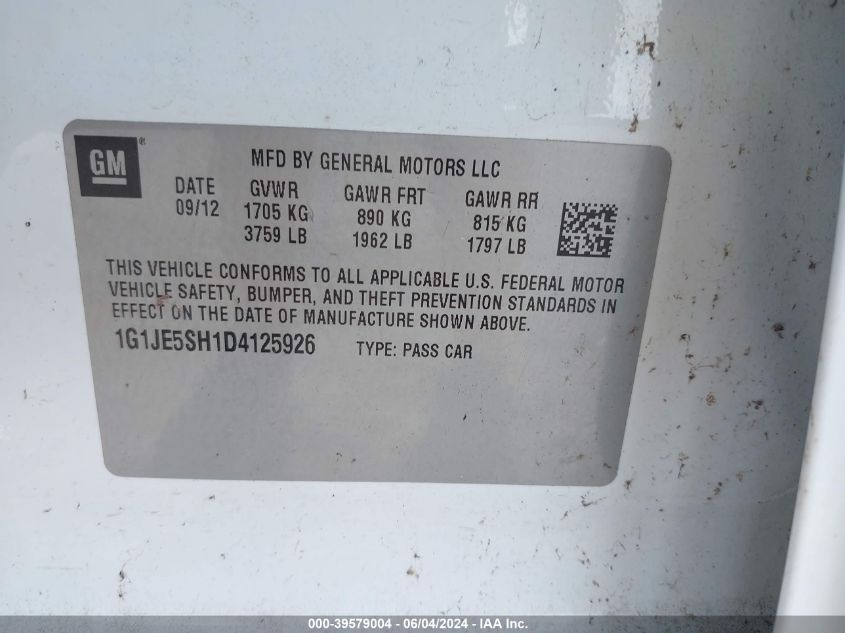 GM®
MFD BY GENERAL MOTORS LLC
DATE GVWR GAWR FRT GAWR RR
09/12 1705 KG 890 KG 815 KG
3759 LB 1962 LB 1797 LB
THIS VEHICLE CONFORMS TO ALL APPLICABLE U.S. FEDERAL MOTOR
VEHICLE SAFETY, BUMPER, AND THEFT PREVENTION STANDARDS IN
EFFECT ON THE DATE OF MANUFACTURE SHOWN ABOVE.
1G1JE5SH1D4125926 TYPE: PASS CAR
000-39579004 - 06/04/2024 - IAA Inc.